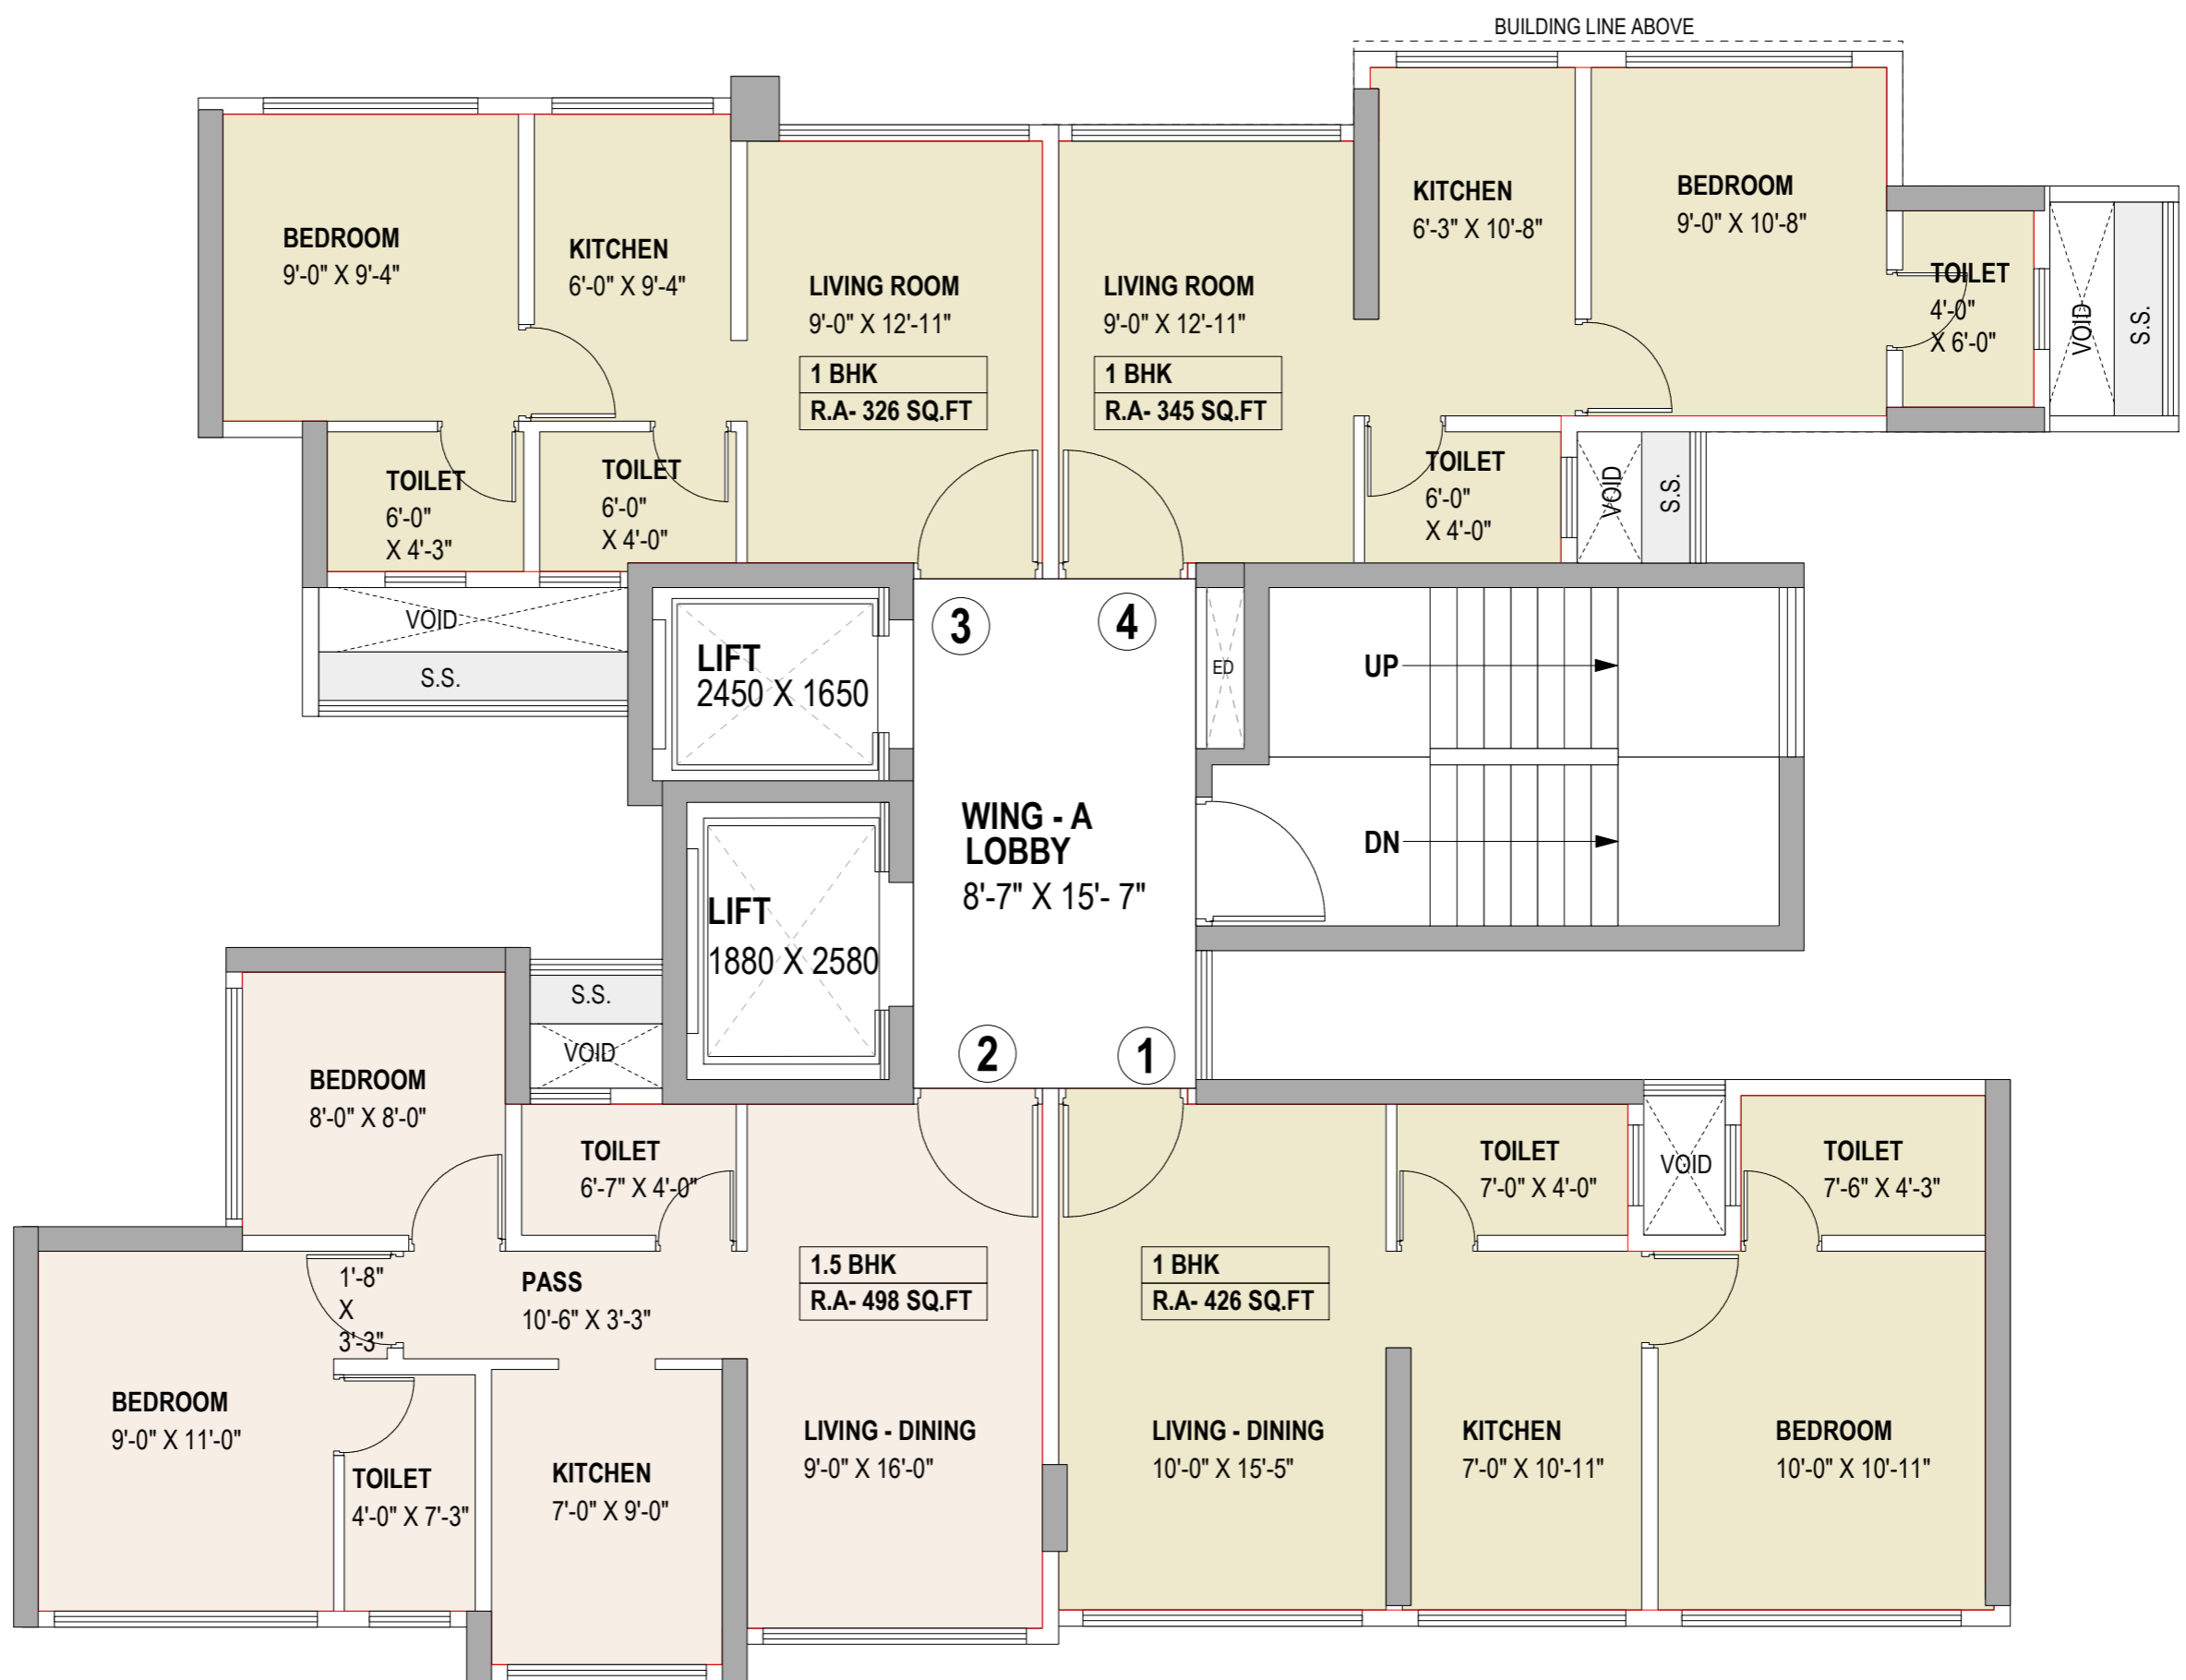 BUILDING LINE ABOVE
BEDROOM
9'-0" X 9'-4"
KITCHEN
6'-0" X 9'-4"
LIVING ROOM
9'-0" X 12'-11"
1 BHK
R.A- 326 SQ.FT
LIVING ROOM
9'-0" X 12'-11"
1 BHK
R.A- 345 SQ.FT
KITCHEN
6'-3" X 10'-8"
BEDROOM
9'-0" X 10'-8"
TOILET
4'-0"
X 6'-0"
VOID
S.S.
TOILET
6'-0"
X 4'-3"
TOILET
6'-0"
X 4'-0"
TOILET
6'-0"
X 4'-0"
VOID
S.S.
VOID
S.S.
LIFT
2450 X 1650
3
4
ED
UP
DN
WING - A
LOBBY
8'-7" X 15'- 7"
LIFT
1880 X 2580
2
1
S.S.
VOID
BEDROOM
8'-0" X 8'-0"
TOILET
6'-7" X 4'-0"
TOILET
7'-0" X 4'-0"
VOID
TOILET
7'-6" X 4'-3"
1'-8"
X
3'-3"
PASS
10'-6" X 3'-3"
1.5 BHK
R.A- 498 SQ.FT
1 BHK
R.A- 426 SQ.FT
BEDROOM
9'-0" X 11'-0"
TOILET
4'-0" X 7'-3"
KITCHEN
7'-0" X 9'-0"
LIVING - DINING
9'-0" X 16'-0"
LIVING - DINING
10'-0" X 15'-5"
KITCHEN
7'-0" X 10'-11"
BEDROOM
10'-0" X 10'-11"